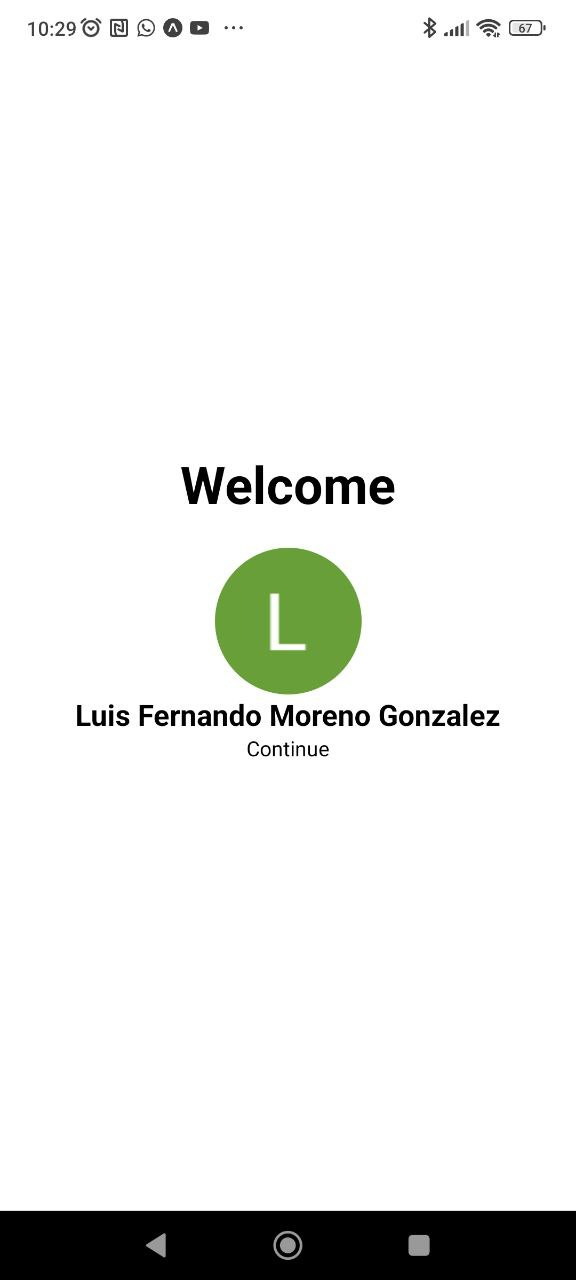 10:29
67
Welcome
L
Luis Fernando Moreno Gonzalez
Continue